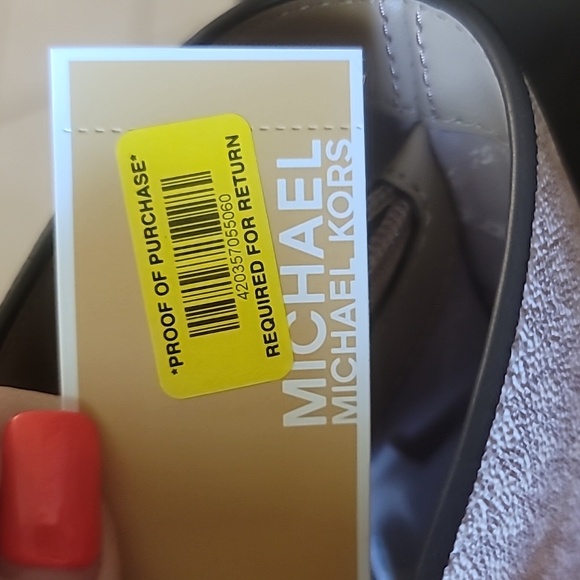 *PROOF OF PURCHASE*
420357055060
REQUIRED FOR RETURN
MICHAEL
MICHAEL KORS